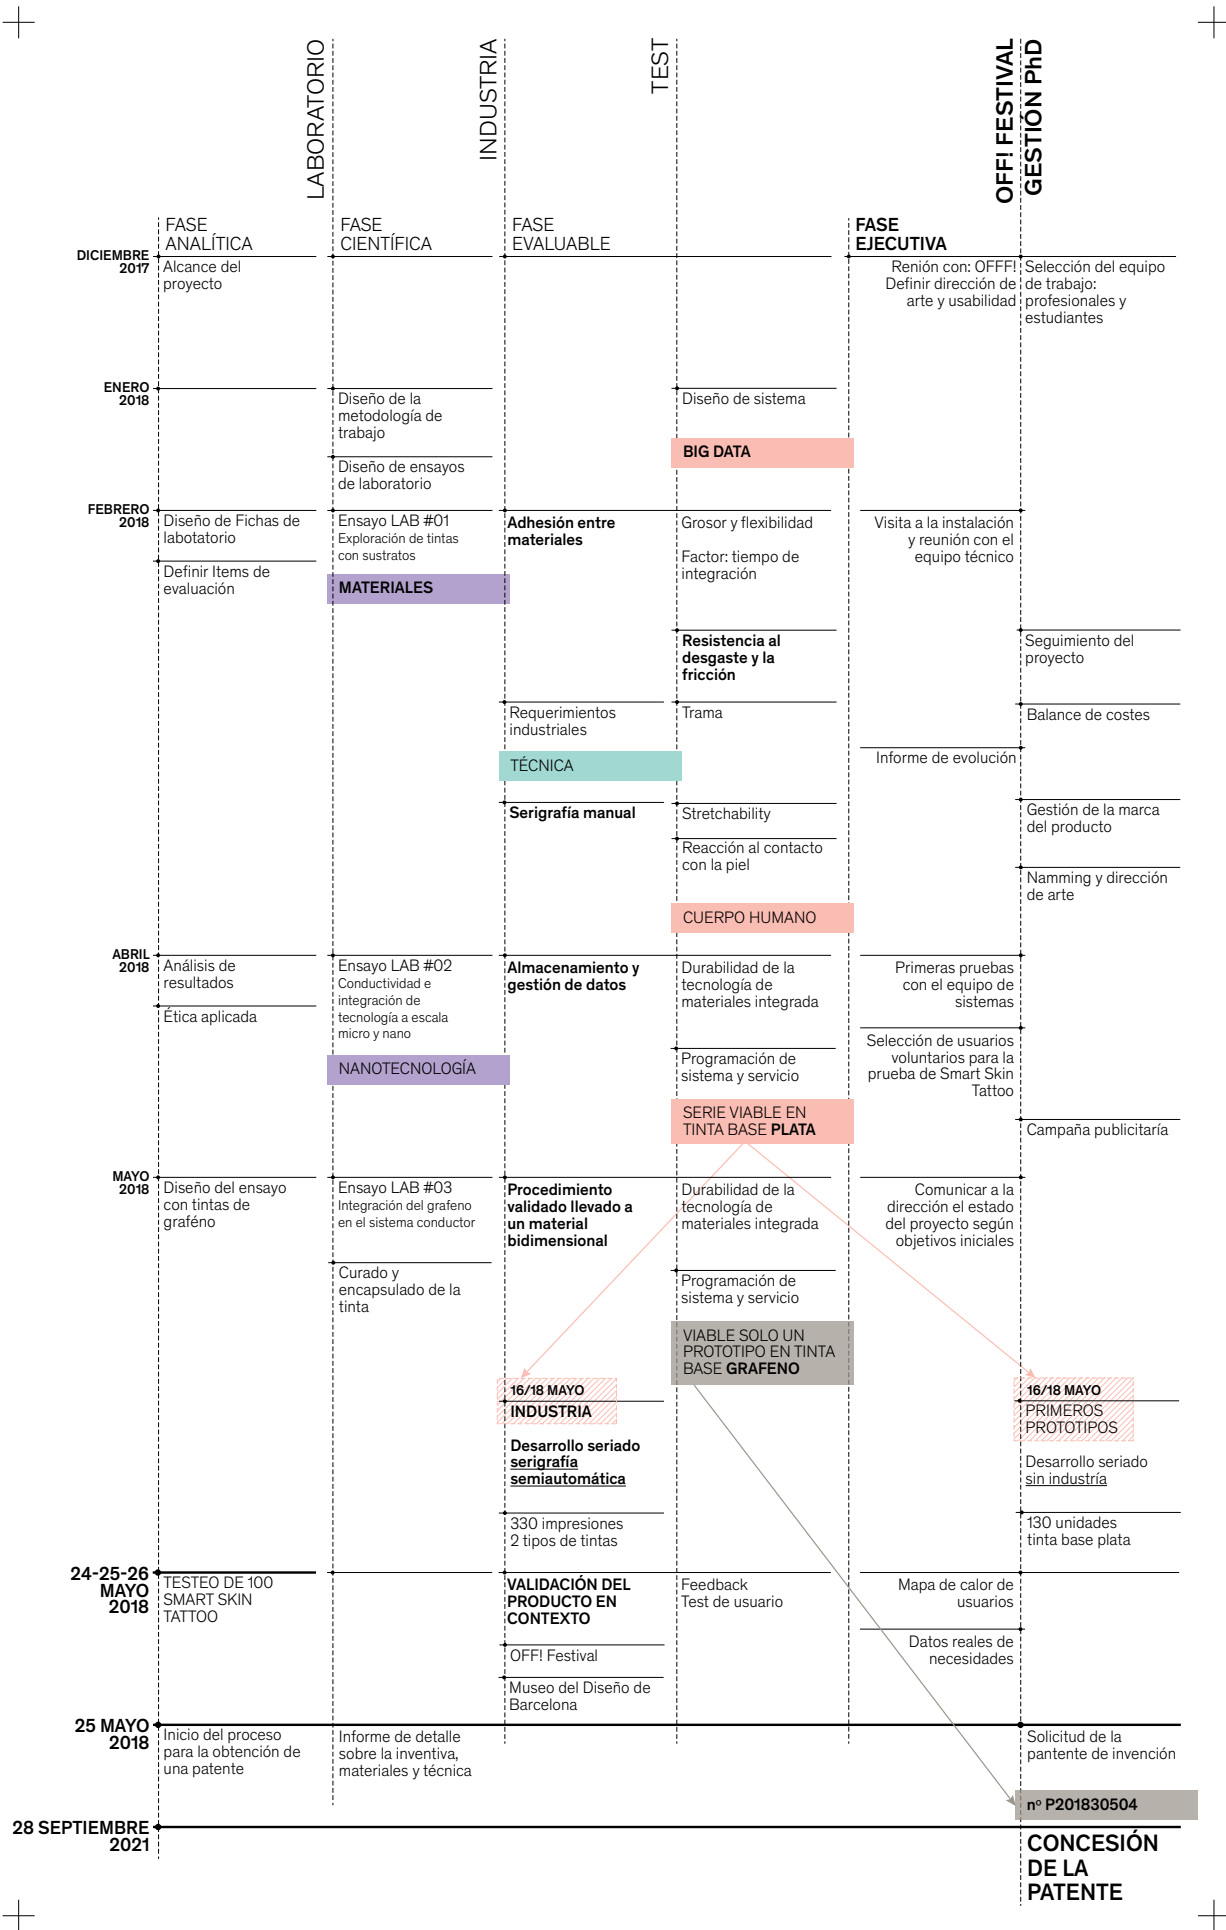 LABORATORIO
INDUSTRIA
TEST
OFF! FESTIVAL
GESTIÓN PhD
FASE
ANALÍTICA
FASE
CIENTÍFICA
FASE
EVALUABLE
FASE
EJECUTIVA
DICIEMBRE
2017
Alcance del
proyecto
Renión con: OFFF!
Definir dirección de
arte y usabilidad
Selección del equipo
de trabajo:
profesionales y
estudiantes
ENERO
2018
Diseño de la
metodología de
trabajo
Diseño de ensayos
de laboratorio
Diseño de sistema
BIG DATA
FEBRERO
2018
Diseño de Fichas de
labotatorio
Definir Items de
evaluación
Ensayo LAB #01
Exploración de tintas
con sustratos
MATERIALES
Adhesión entre
materiales
Grosor y flexibilidad
Factor: tiempo de
integración
Visita a la instalación
y reunión con el
equipo técnico
Resistencia al
desgaste y la
fricción
Seguimiento del
proyecto
Requerimientos
industriales
Trama
Balance de costes
TÉCNICA
Informe de evolución
Serigrafía manual
Stretchability
Gestión de la marca
del producto
Reacción al contacto
con la piel
Namming y dirección
de arte
CUERPO HUMANO
ABRIL
2018
Análisis de
resultados
Ética aplicada
Ensayo LAB #02
Conductividad e
integración de
tecnología a escala
micro y nano
NANOTECNOLOGÍA
Almacenamiento y
gestión de datos
Durabilidad de la
tecnología de
materiales integrada
Programación de
sistema y servicio
SERIE VIABLE EN
TINTA BASE PLATA
Primeras pruebas
con el equipo de
sistemas
Selección de usuarios
voluntarios para la
prueba de Smart Skin
Tattoo
Campaña publicitaría
MAYO
2018
Diseño del ensayo
con tintas de
graféno
Ensayo LAB #03
Integración del grafeno
en el sistema conductor
Curado y
encapsulado de la
tinta
Procedimiento
validado llevado a
un material
bidimensional
Durabilidad de la
tecnología de
materiales integrada
Programación de
sistema y servicio
VIABLE SOLO UN
PROTOTIPO EN TINTA
BASE GRAFENO
Comunicar a la
dirección el estado
del proyecto según
objetivos iniciales
16/18 MAYO
INDUSTRIA
Desarrollo seriado
serigrafía
semiautomática
330 impresiones
2 tipos de tintas
16/18 MAYO
PRIMEROS
PROTOTIPOS
Desarrollo seriado
sin industría
130 unidades
tinta base plata
24-25-26
MAYO
2018
TESTEO DE 100
SMART SKIN
TATTOO
VALIDACIÓN DEL
PRODUCTO EN
CONTEXTO
OFF! Festival
Museo del Diseño de
Barcelona
Feedback
Test de usuario
Mapa de calor de
usuarios
Datos reales de
necesidades
25 MAYO
2018
Inicio del proceso
para la obtención de
una patente
Informe de detalle
sobre la inventiva,
materiales y técnica
Solicitud de la
pantente de invención
nº P201830504
28 SEPTIEMBRE
2021
CONCESIÓN
DE LA
PATENTE